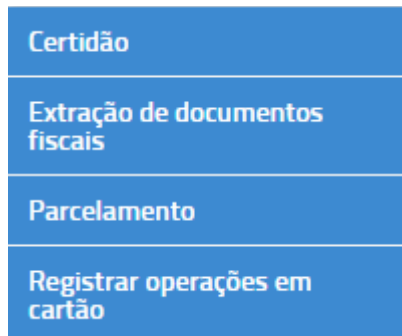 Certidão
Extração de documentos
fiscais
Parcelamento
Registrar operações em
cartão